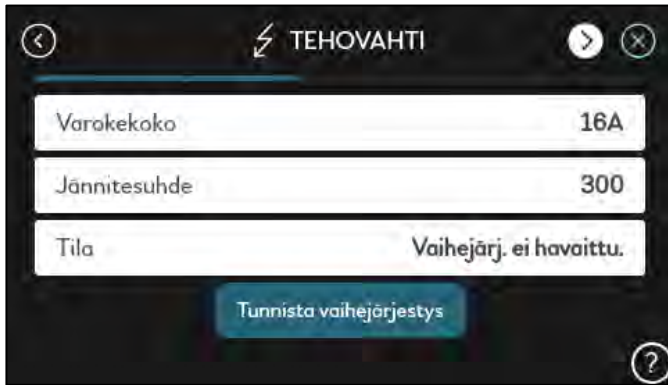 TEHOVAHTI
Varokekoko 16A
Jännitesuhde 300
Tila Vaihejärj. ei havaittu.
Tunnista vaihejärjestys
?